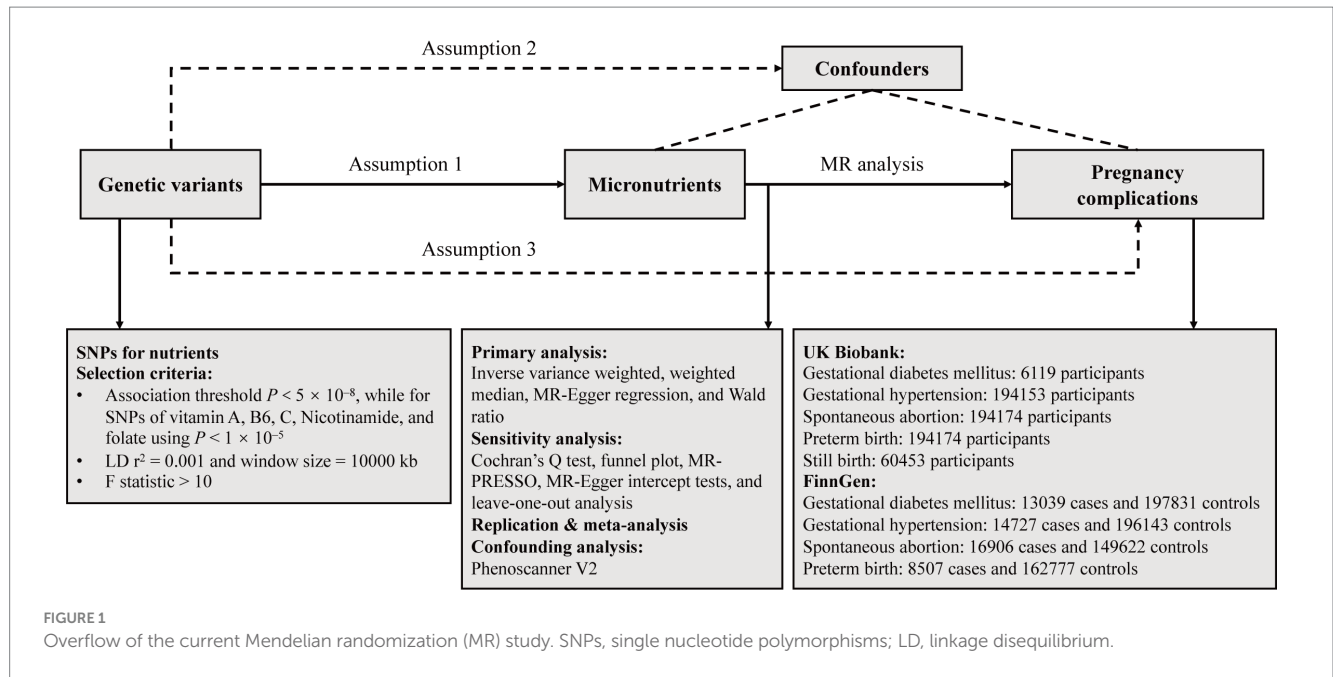 Assumption 2
Confounders
Genetic variants
Assumption 1
Micronutrients
MR analysis
Pregnancy
complications
Assumption 3
SNPs for nutrients
Selection criteria:
• Association threshold P < 5 × 10⁻⁸, while for
SNPs of vitamin A, B6, C, Nicotinamide, and
folate using P < 1 × 10⁻⁵
• LD r² = 0.001 and window size = 10000 kb
• F statistic > 10
Primary analysis:
Inverse variance weighted, weighted
median, MR-Egger regression, and Wald
ratio
Sensitivity analysis:
Cochran's Q test, funnel plot, MR-
PRESSO, MR-Egger intercept tests, and
leave-one-out analysis
Replication & meta-analysis
Confounding analysis:
Phenoscanner V2
UK Biobank:
Gestational diabetes mellitus: 6119 participants
Gestational hypertension: 194153 participants
Spontaneous abortion: 194174 participants
Preterm birth: 194174 participants
Still birth: 60453 participants
FinnGen:
Gestational diabetes mellitus: 13039 cases and 197831 controls
Gestational hypertension: 14727 cases and 196143 controls
Spontaneous abortion: 16906 cases and 149622 controls
Preterm birth: 8507 cases and 162777 controls
FIGURE 1
Overflow of the current Mendelian randomization (MR) study. SNPs, single nucleotide polymorphisms; LD, linkage disequilibrium.